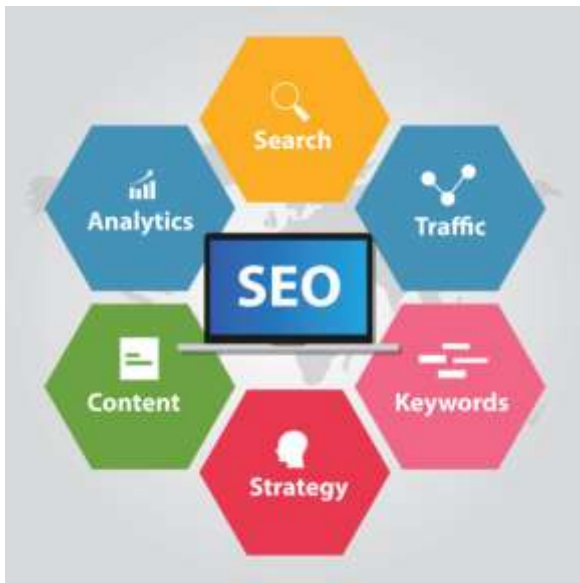 Search
Analytics
Traffic
SEO
Content
Keywords
Strategy